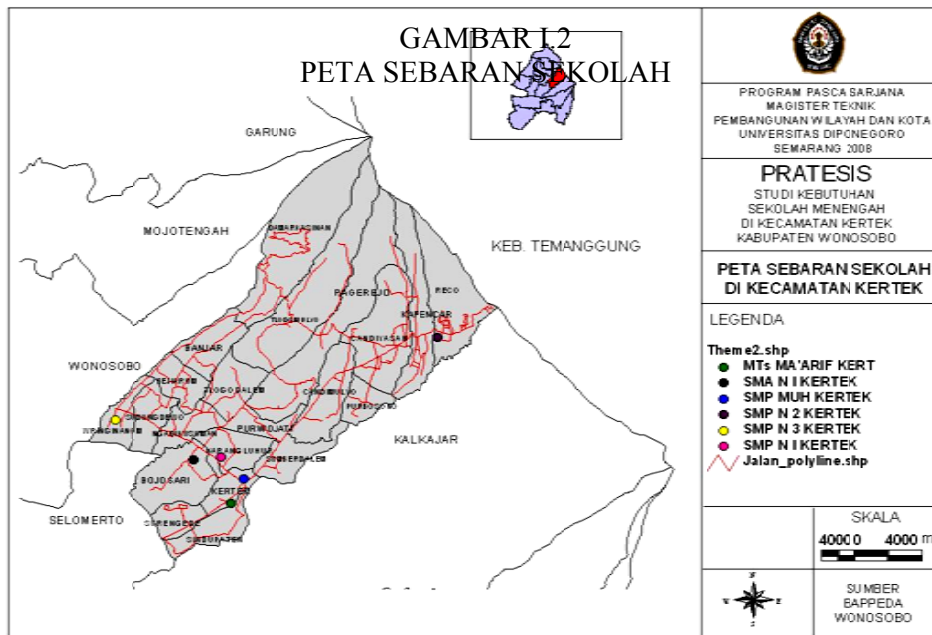 GAMBAR I.2
PETA SEBARAN SEKOLAH
GARUNG
MOJOTENGAH
KEB. TEMANGGUNG
PAGEREJO
RECO
KAPENCAR
CANDIYASAN
BANJAR
WONOSOBO
PURWOJATI
KALKAJAR
BOJOSARI
KERTEK
SELOMERTO
PROGRAM PASCASARJANA
MAGISTER TEKNIK
PEMBANGUNAN WILAYAH DAN KOTA
UNIVERSITAS DIPONEGORO
SEMARANG 2008
PRATESIS
STUDI KEBUTUHAN
SEKOLAH MENENGAH
DI KECAMATAN KERTEK
KABUPATEN WONOSOBO
PETA SEBARAN SEKOLAH
DI KECAMATAN KERTEK
LEGENDA
Theme2.shp
MTs MA'ARIF KERT
SMA N I KERTEK
SMP MUH KERTEK
SMP N 2 KERTEK
SMP N 3 KERTEK
SMP N I KERTEK
Jalan_polyline.shp
SKALA
4000 0 4000 m
N
W E
S
SUMBER
BAPPEDA
WONOSOBO